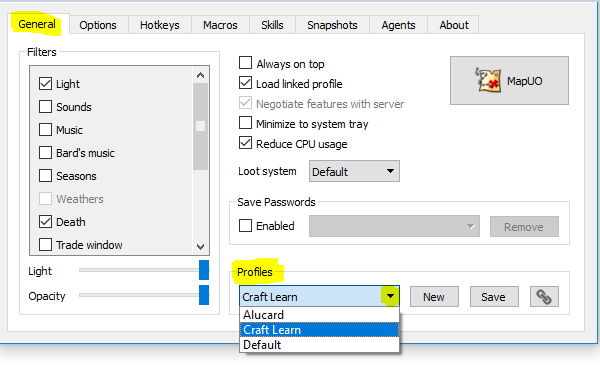 General Options Hotkeys Macros Skills Snapshots Agents About
Filters
Light
Sounds
Music
Bard's music
Seasons
Weathers
Death
Trade window
Light
Opacity
Always on top
Load linked profile
Negotiate features with server
Minimize to system tray
Reduce CPU usage
Loot system Default
MapUO
Save Passwords
Enabled Remove
Profiles
Craft Learn New Save
Alucard
Craft Learn
Default